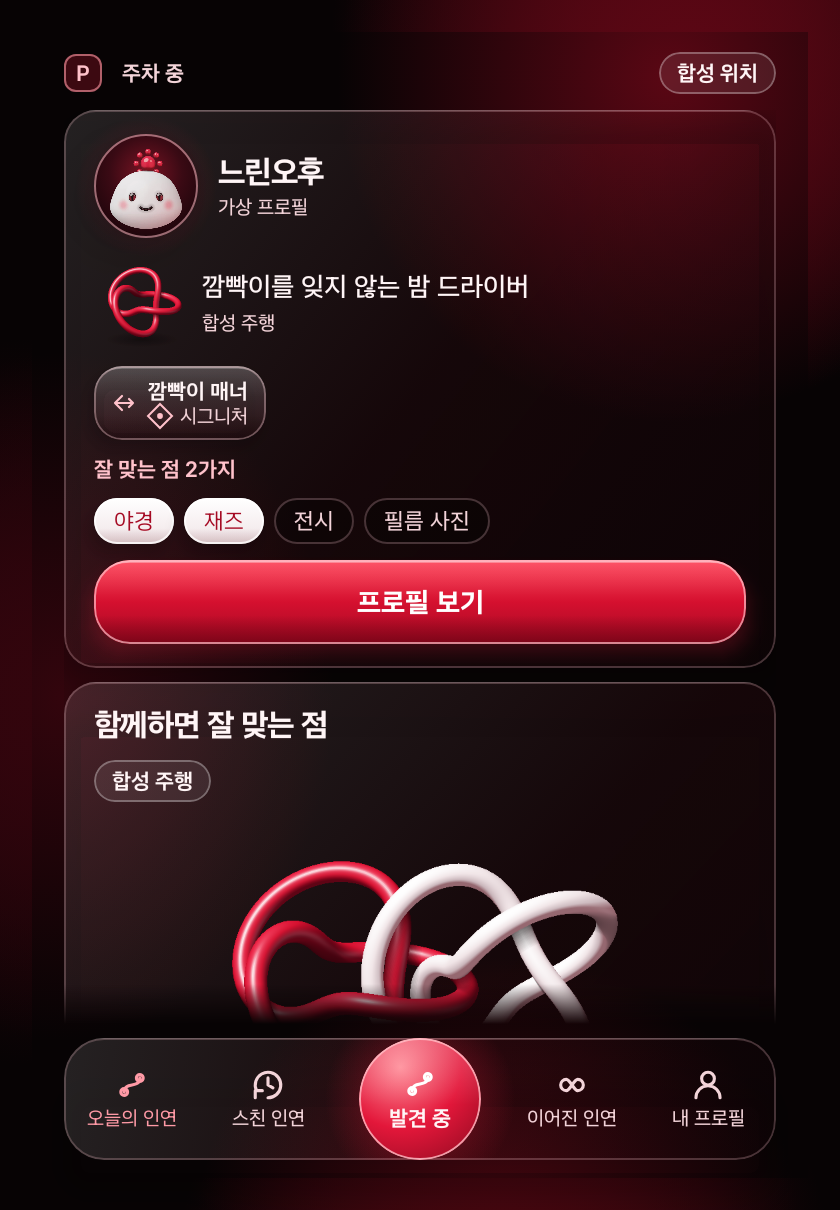 P 주차 중
합성 위치
느린오후
가상 프로필
깜빡이를 잊지 않는 밤 드라이버
합성 주행
깜빡이 매너
시그니처
잘 맞는 점 2가지
야경 재즈 전시 필름 사진
프로필 보기
함께하면 잘 맞는 점
합성 주행
오늘의 인연 스친 인연 발견 중 이어진 인연 내 프로필